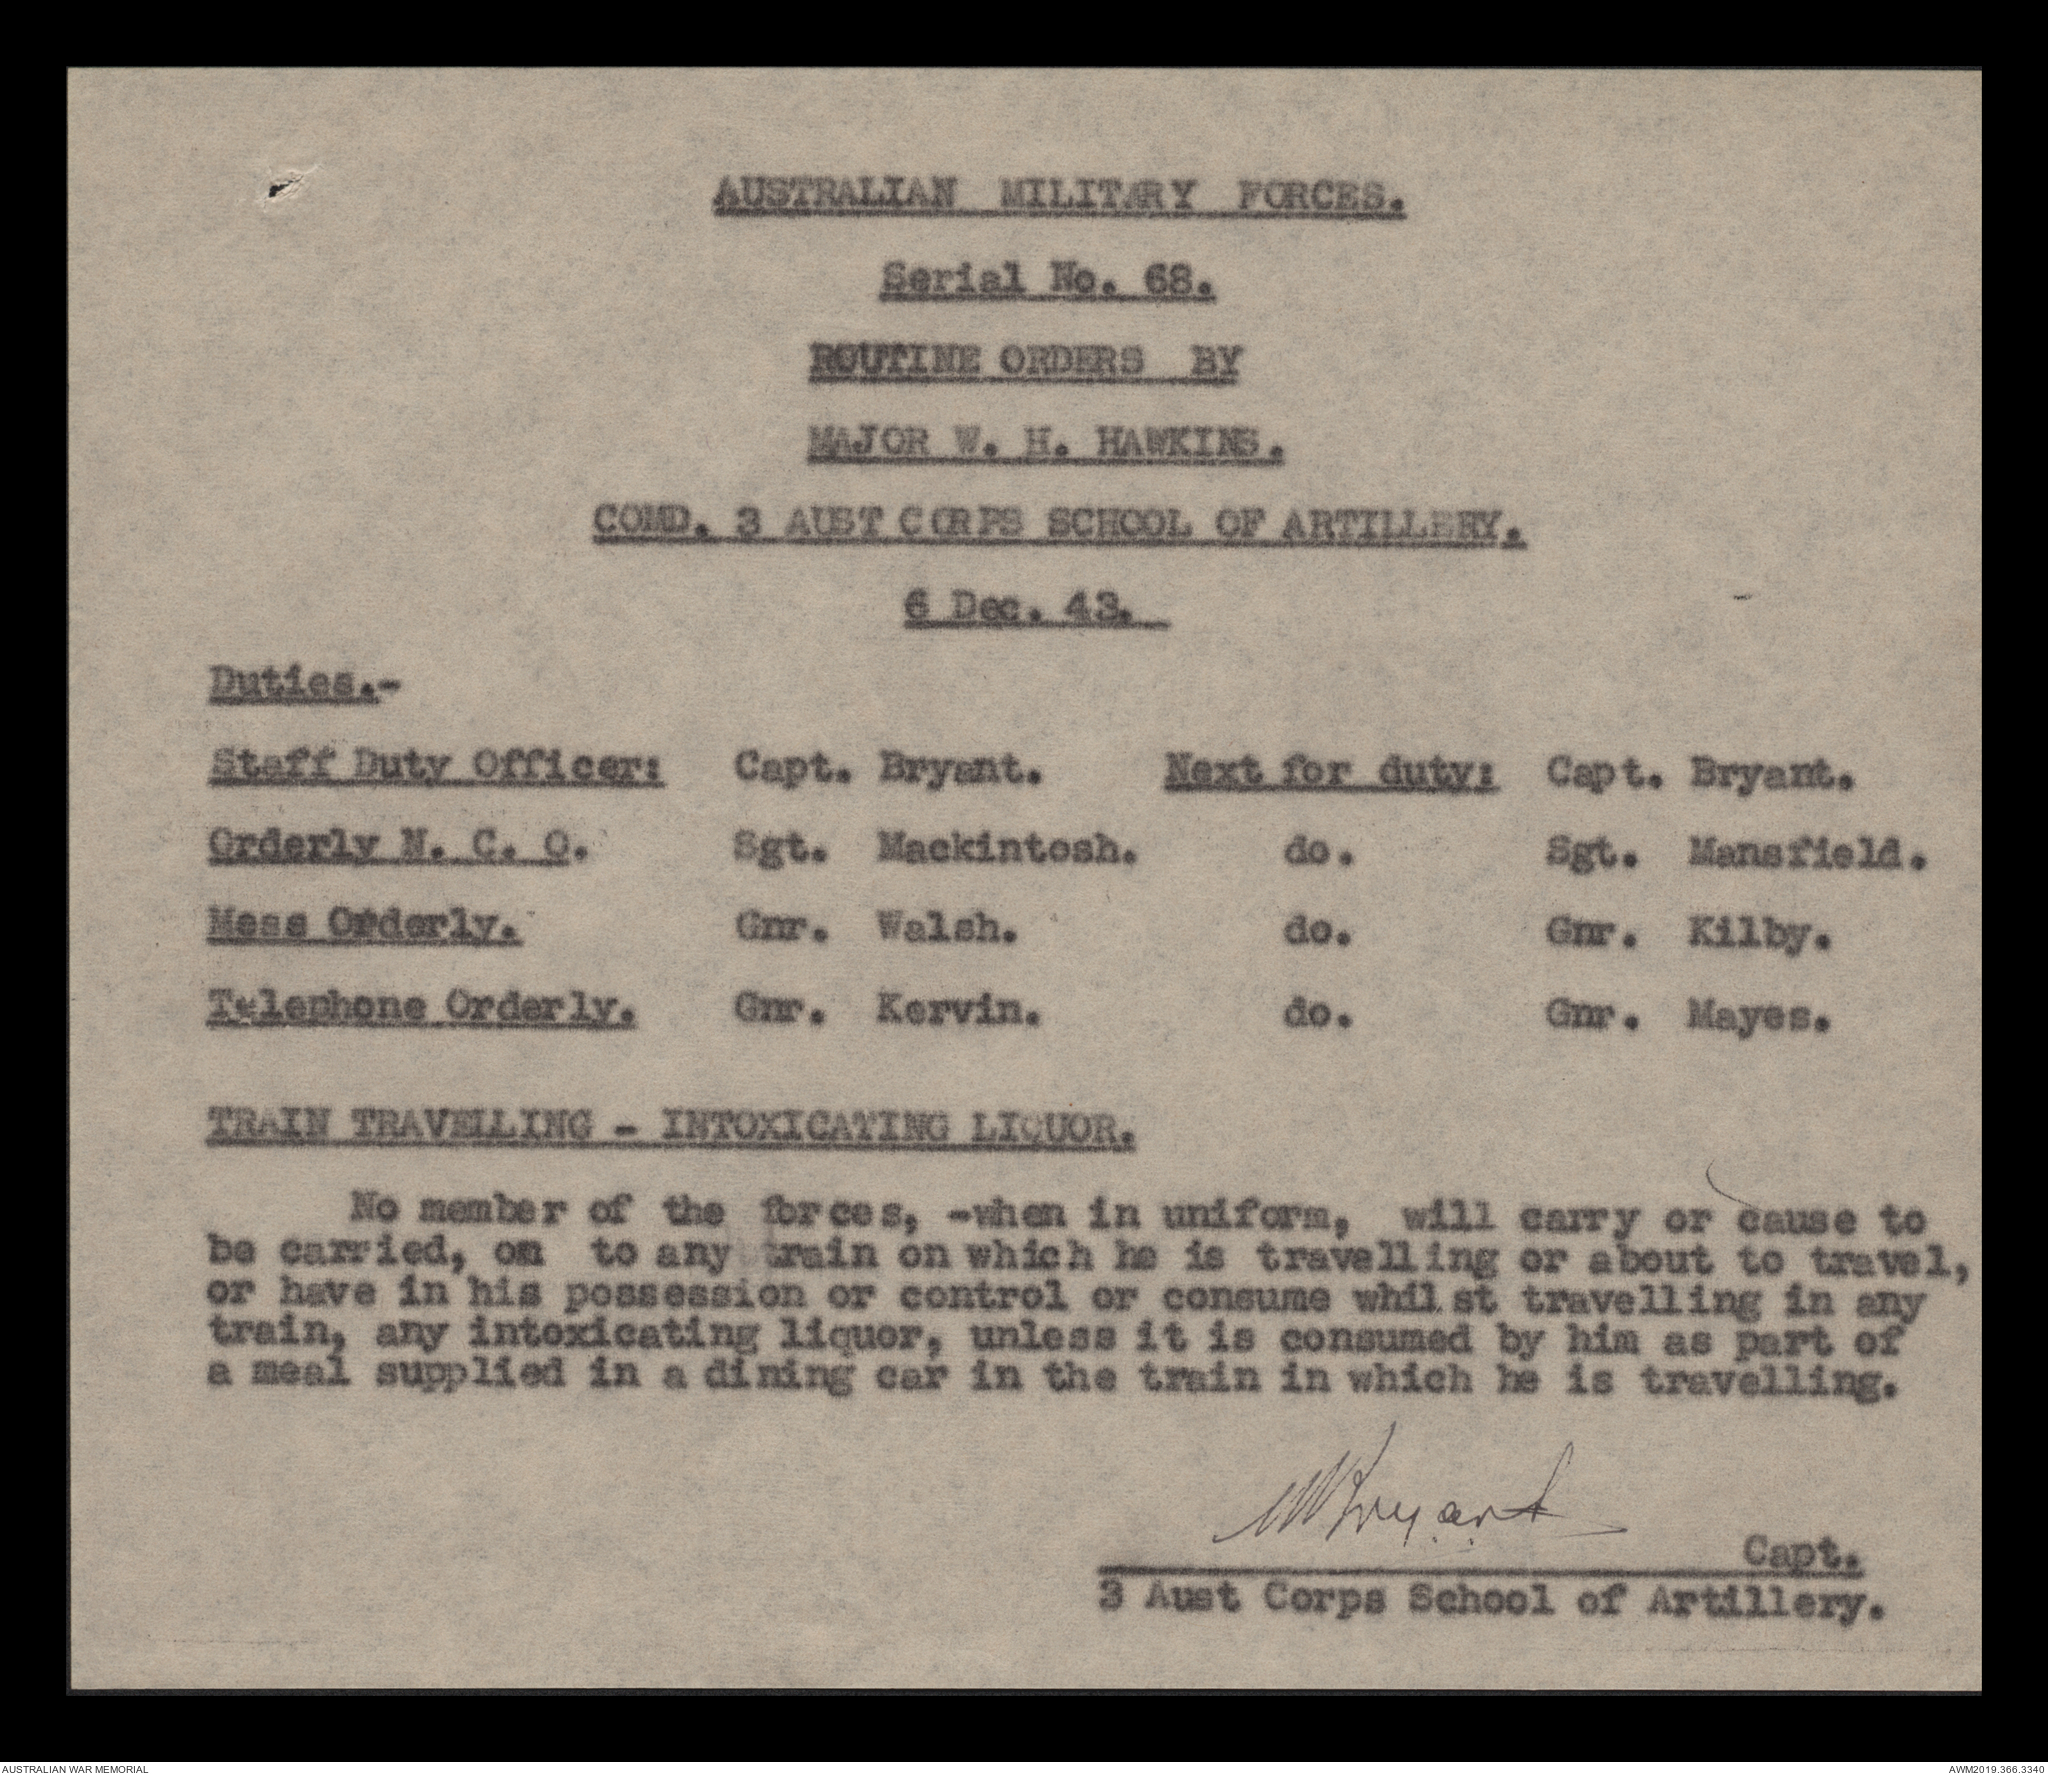 AUSTRALIAN MILITARY FORCES.
Serial No. 68.
ROUTINE ORDERS BY
MAJOR W. H. HAWKINS.
COMD. 3 AUST CORPS SCHOOL OF ARTILLERY.
6 Dec. 43.
Duties.-
Staff Duty Officer: Capt. Bryant. Next for duty: Capt. Bryant.
Orderly N. C. O. Sgt. Mackintosh. do. Sgt. Mansfield.
Mess Orderly. Gnr. Walsh. do. Gnr. Kilby.
Telephone Orderly. Gnr. Kervin. do. Gnr. Mayes.
TRAIN TRAVELLING - INTOXICATING LIQUOR.
No member of the forces, -when in uniform, will carry or cause to
be carried, on to any train on which he is travelling or about to travel,
or have in his possession or control or consume whilst travelling in any
train, any intoxicating liquor, unless it is consumed by him as part of
a meal supplied in a dining car in the train in which he is travelling.
Bryant
Capt.
3 Aust Corps School of Artillery.
AUSTRALIAN WAR MEMORIAL
AWM2019.366.3340